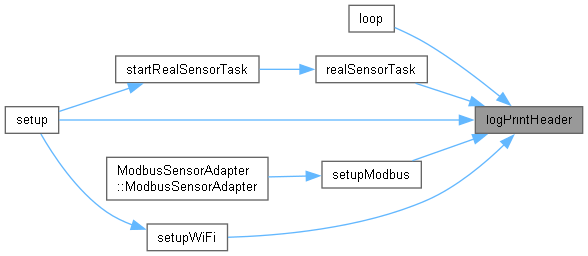 loop
startRealSensorTask
realSensorTask
setup
logPrintHeader
ModbusSensorAdapter
::ModbusSensorAdapter
setupModbus
setupWiFi